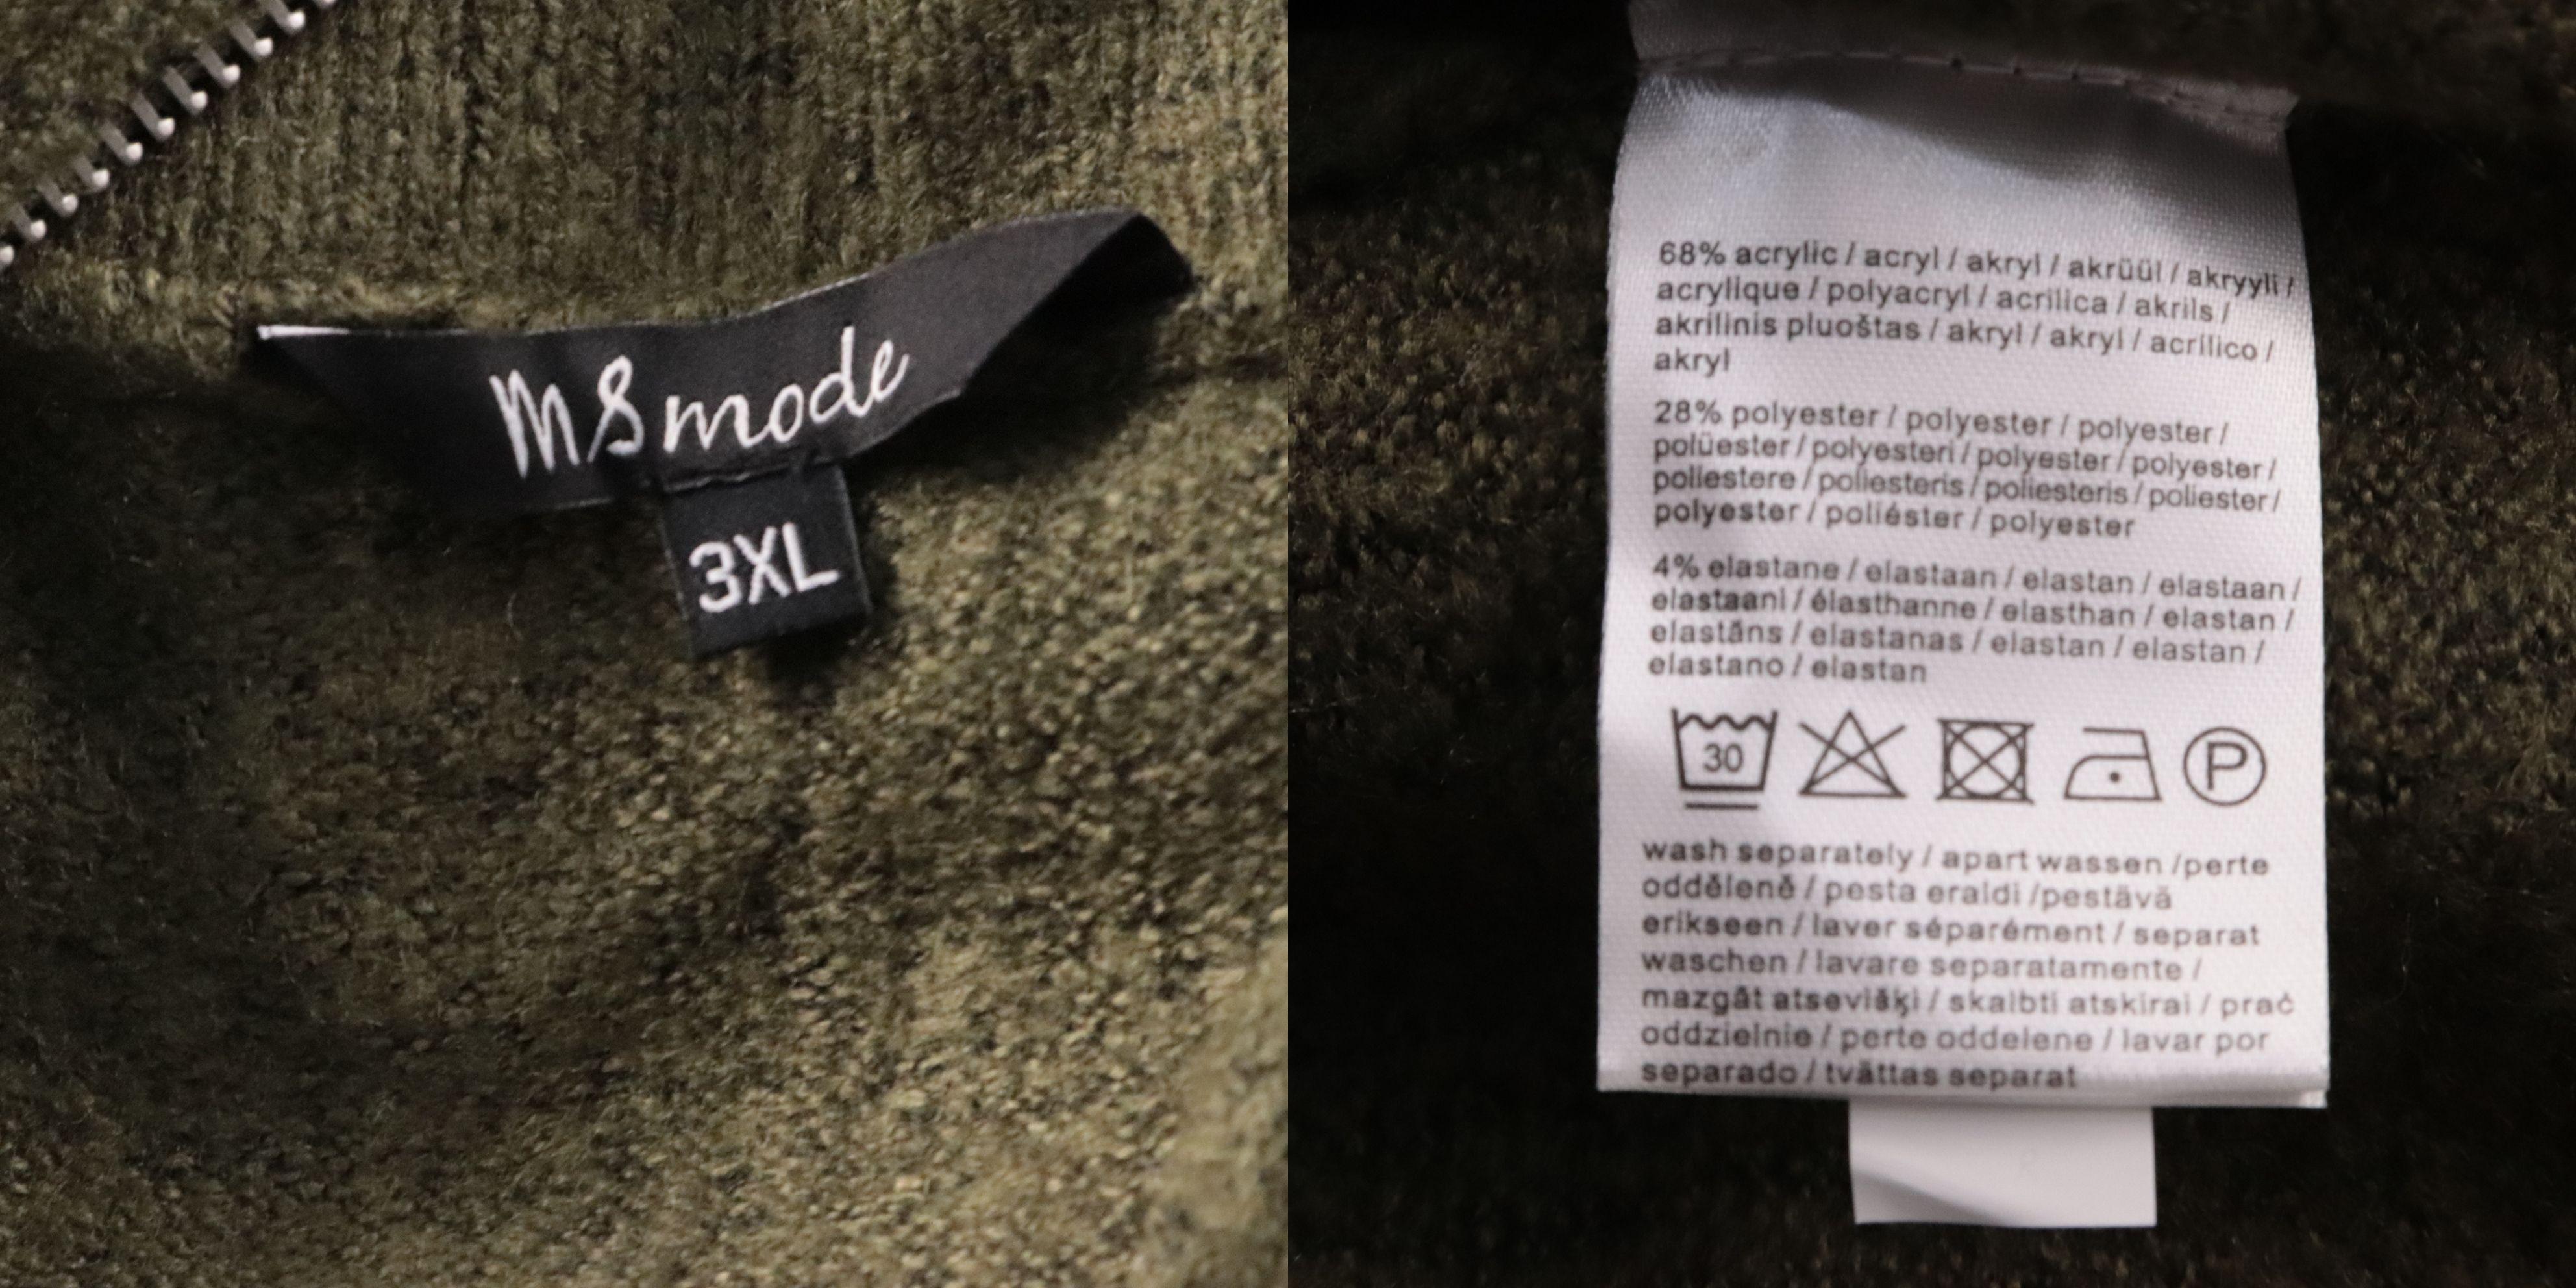 MS mode
3XL
68% acrylic / acryl / akryl / akrüül / akryyli /
acrylique / polyacryl / acrilica / akrils /
akrilinis pluoštas / akryl / akryl / acrílico /
akryl
28% polyester / polyester / polyester /
polüester / polyesteri / polyester / polyester /
poliestere / poliesteris / poliesteris / poliester /
polyester / poliéster / polyester
4% elastane / elastaan / elastan / elastaan /
elastaani / élasthanne / elasthan / elastan /
elastāns / elastanas / elastan / elastan /
elastano / elastan
30
P
wash separately / apart wassen /perte
odděleně / pesta eraldi /pestävä
erikseen / laver séparément / separat
waschen / lavare separatamente /
mazgāt atsevišķi / skalbti atskirai / prać
oddzielnie / perte oddelene / lavar por
separado / tvättas separat